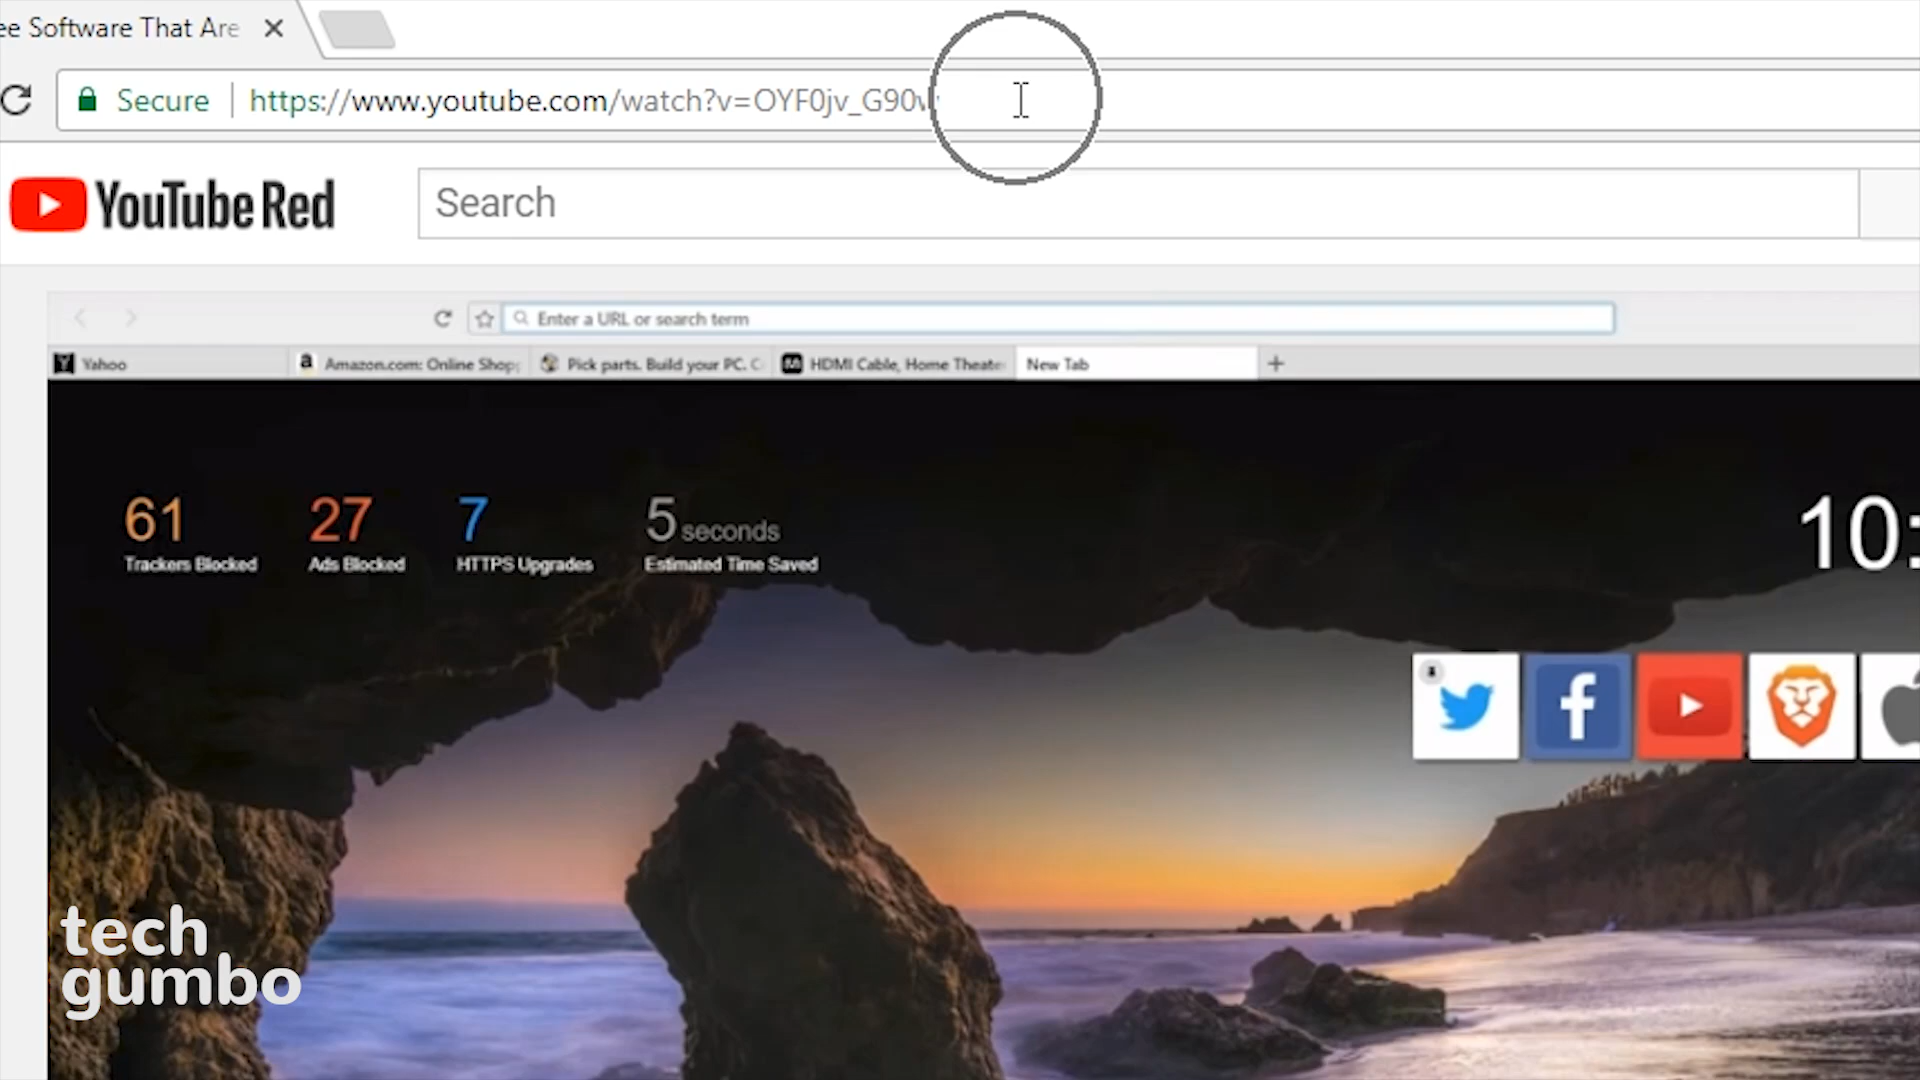 ee Software That Are
Secure https://www.youtube.com/watch?v=OYF0jv_G90
YouTube Red
Search
Enter a URL or search term
Yahoo
Amazon.com: Online Shop
Pick parts. Build your PC. C
HDMI Cable, Home Theate
New Tab
61 27 7 5 seconds
Trackers Blocked Ads Blocked HTTPS Upgrades Estimated Time Saved
10:
tech
gumbo